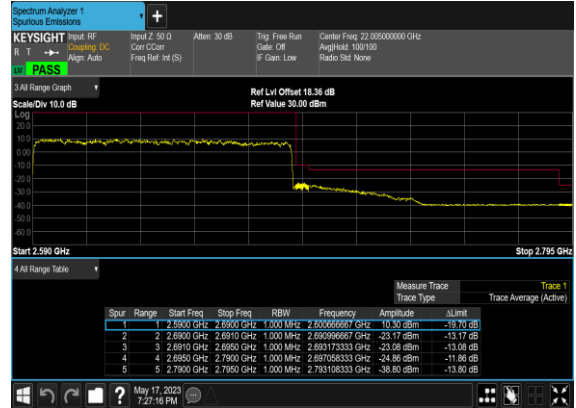 Spectrum Analyzer 1
Spurious Emissions
+
KEYSIGHT Input: RF Input Z: 50 Ω Atten: 30 dB Trig: Free Run Center Freq: 22.005000000 GHz
R T Coupling: DC Corr CCorr Gate: Off Avg|Hold: 100/100
Align: Auto Freq Ref: Int (S) IF Gain: Low Radio Std: None
PASS
3 All Range Graph
Ref Lvl Offset 18.36 dB
Scale/Div 10.0 dB Ref Value 30.00 dBm
Log
20.0
10.0
0.00
-10.0
-20.0
-30.0
-40.0
-50.0
-60.0
Start 2.590 GHz Stop 2.795 GHz
4 All Range Table
Measure Trace Trace 1
Trace Type Trace Average (Active)
Spur Range Start Freq Stop Freq RBW Frequency Amplitude ΔLimit
1 1 2.5900 GHz 2.6900 GHz 1.000 MHz 2.600666667 GHz 10.30 dBm -19.70 dB
2 2 2.6900 GHz 2.6910 GHz 1.000 MHz 2.690996667 GHz -23.17 dBm -13.17 dB
3 3 2.6910 GHz 2.6950 GHz 1.000 MHz 2.693173333 GHz -23.08 dBm -13.08 dB
4 4 2.6950 GHz 2.7900 GHz 1.000 MHz 2.697058333 GHz -24.86 dBm -11.86 dB
5 5 2.7900 GHz 2.7950 GHz 1.000 MHz 2.793108333 GHz -38.80 dBm -13.80 dB
?
May 17, 2023
7:27:16 PM